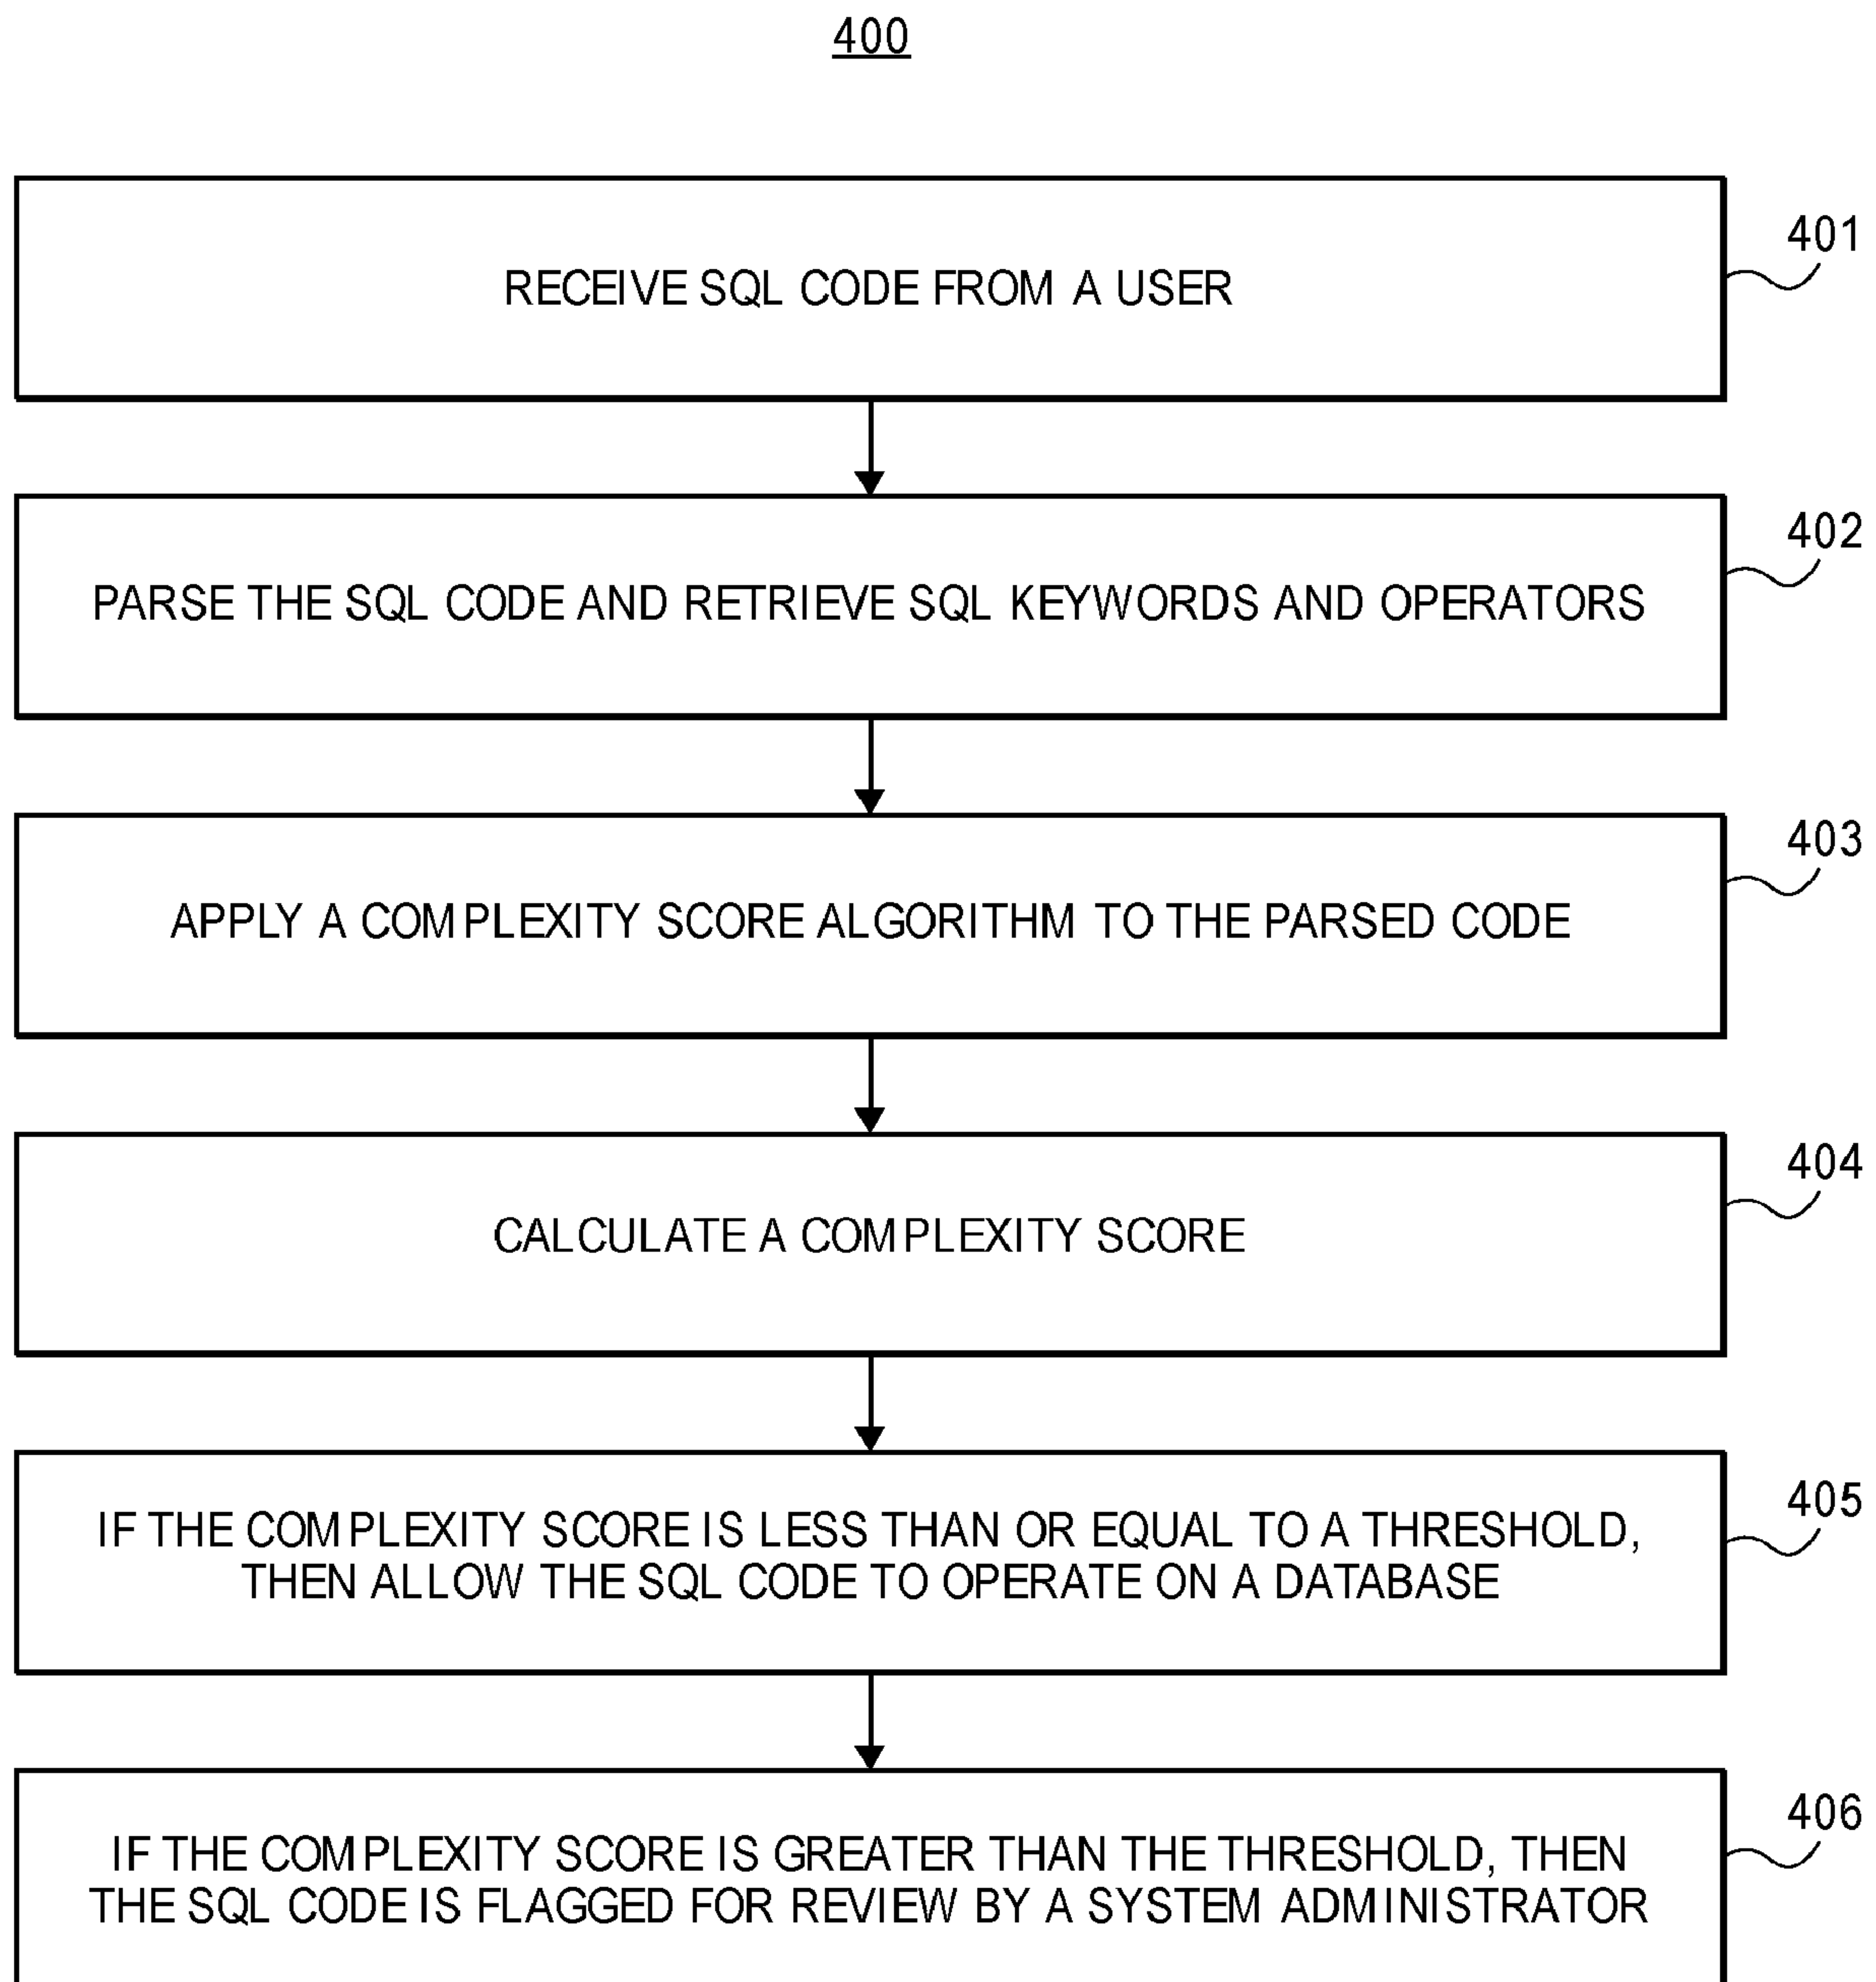 400
401
RECEIVE SQL CODE FROM A USER
402
PARSE THE SQL CODE AND RETRIEVE SQL KEYWORDS AND OPERATORS
403
APPLY A COMPLEXITY SCORE ALGORITHM TO THE PARSED CODE
404
CALCULATE A COMPLEXITY SCORE
405
IF THE COMPLEXITY SCORE IS LESS THAN OR EQUAL TO A THRESHOLD,
THEN ALLOW THE SQL CODE TO OPERATE ON A DATABASE
406
IF THE COMPLEXITY SCORE IS GREATER THAN THE THRESHOLD, THEN
THE SQL CODE IS FLAGGED FOR REVIEW BY A SYSTEM ADMINISTRATOR